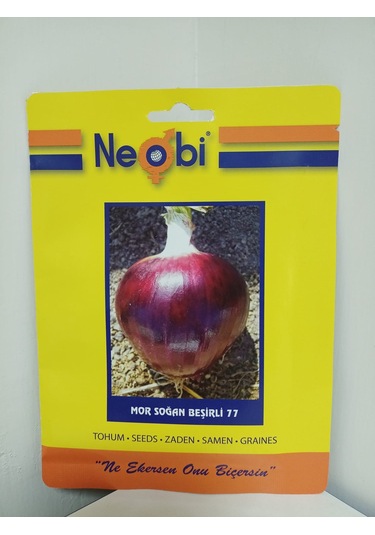 Neobi®
MOR SOĞAN BEŞİRLİ 77
TOHUM • SEEDS • ZADEN • SAMEN • GRAINES
"Ne Ekersen Onu Biçersin"